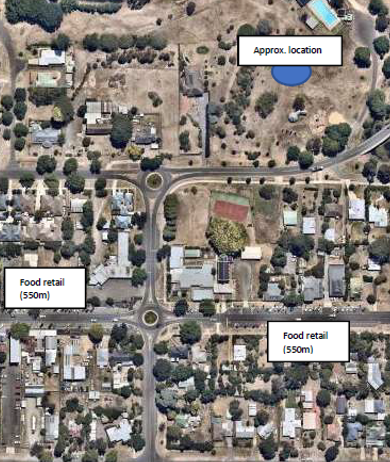 Approx. location
Food retail
(550m)
Food retail
(550m)